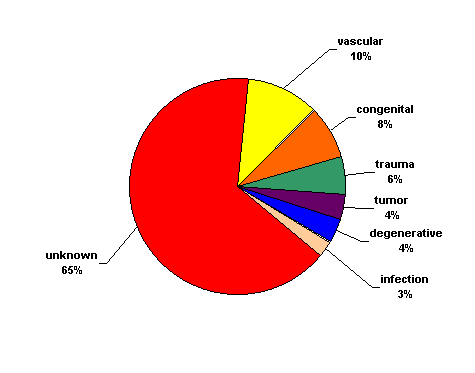 vascular
10%
congenital
8%
trauma
6%
tumor
4%
degenerative
4%
infection
3%
unknown
65%